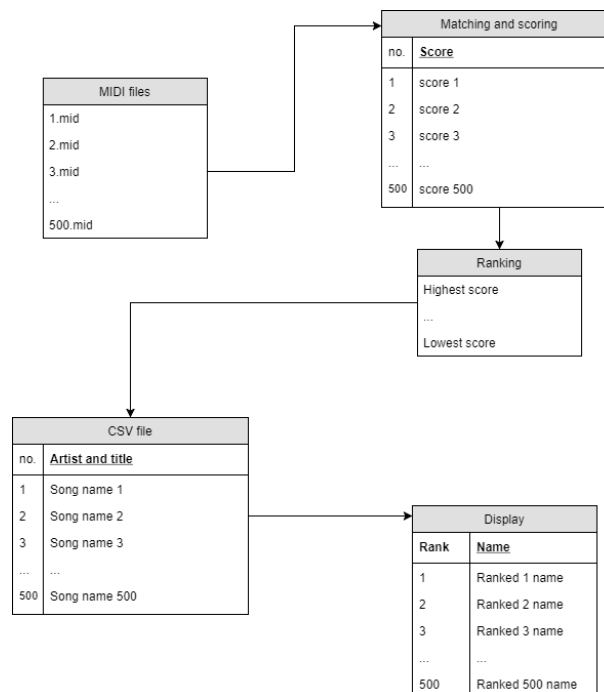 Matching and scoring
no. Score
1 score 1
2 score 2
3 score 3
... ...
500 score 500
MIDI files
1.mid
2.mid
3.mid
...
500.mid
Ranking
Highest score
...
Lowest score
CSV file
no. Artist and title
1 Song name 1
2 Song name 2
3 Song name 3
... ...
500 Song name 500
Display
Rank Name
1 Ranked 1 name
2 Ranked 2 name
3 Ranked 3 name
... ...
500 Ranked 500 name